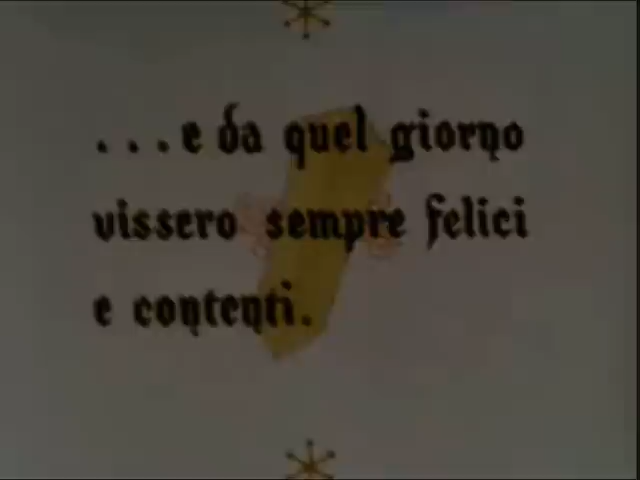 ...e da quel giorno
vissero sempre felici
e contenti.